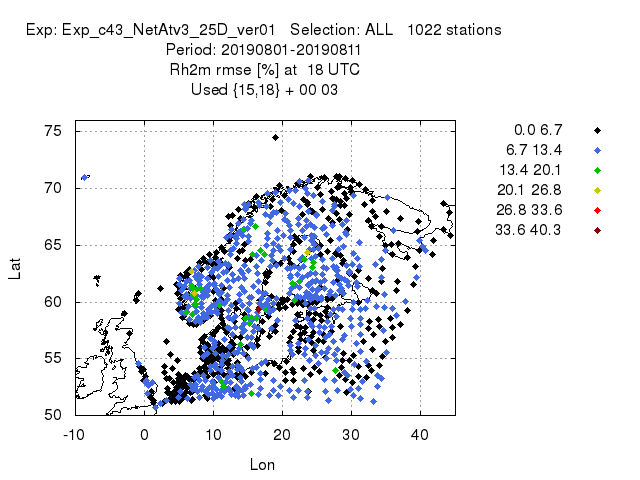 Exp: Exp_c43_NetAtv3_25D_ver01   Selection: ALL   1022 stations
Period: 20190801-20190811
Rh2m rmse [%] at  18 UTC
Used {15,18} + 00 03
0.0 6.7
6.7 13.4
13.4 20.1
20.1 26.8
26.8 33.6
33.6 40.3
75
70
65
60
55
50
Lat
-10 0 10 20 30 40
Lon